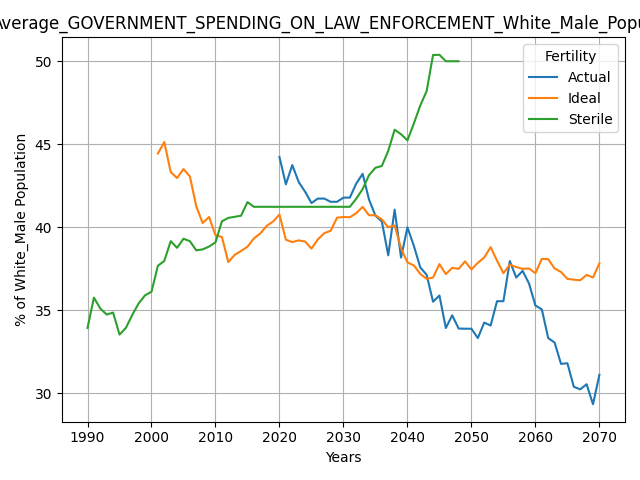 Average_GOVERNMENT_SPENDING_ON_LAW_ENFORCEMENT_White_Male_Popu
Fertility
Actual
Ideal
Sterile
% of White_Male Population
50
45
40
35
30
1990 2000 2010 2020 2030 2040 2050 2060 2070
Years